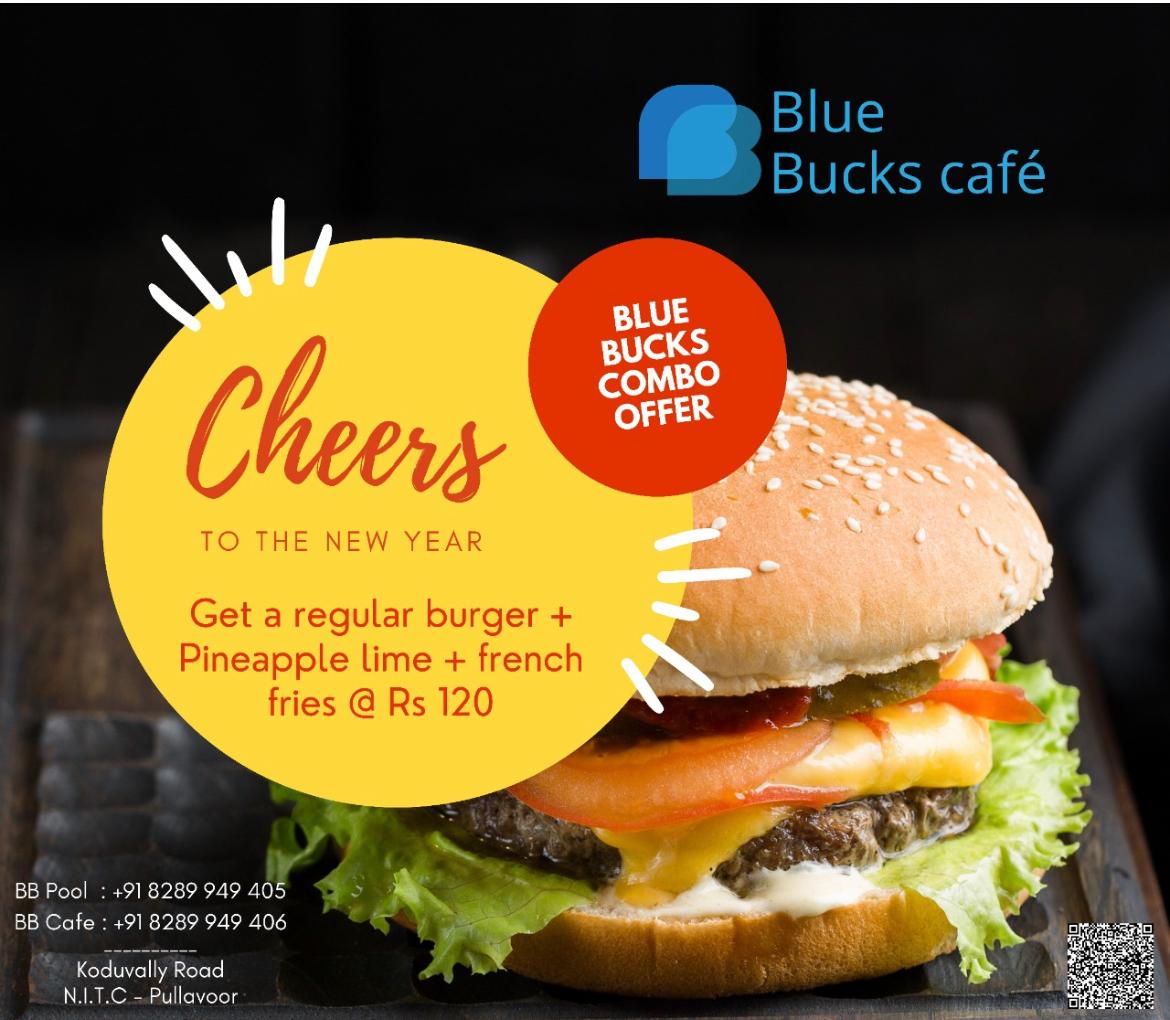 Blue
Bucks café
BLUE
BUCKS
COMBO
OFFER
Cheers
TO THE NEW YEAR
Get a regular burger +
Pineapple lime + french
fries @ Rs 120
BB Pool : +91 8289 949 405
BB Cafe : +91 8289 949 406
----------
Koduvally Road
N.I.T.C - Pullavoor